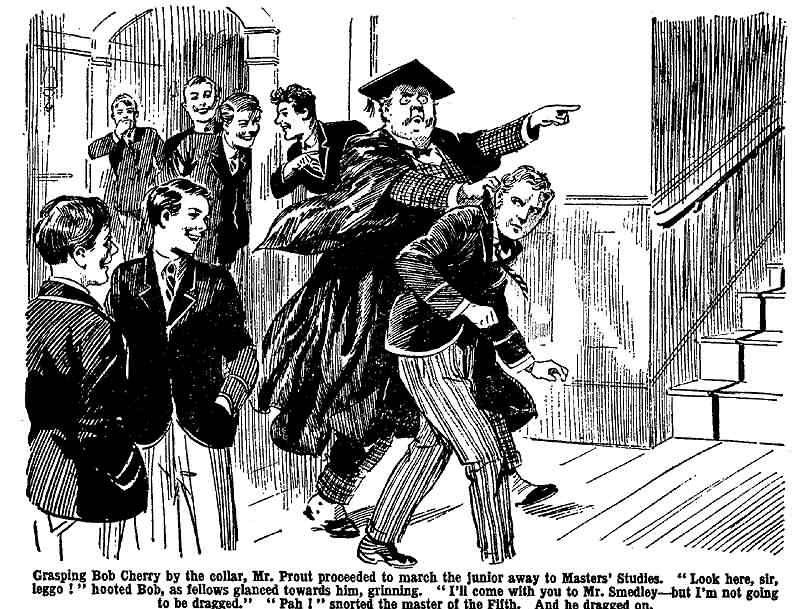 Grasping Bob Cherry by the collar, Mr. Prout proceeded to march the junior away to Masters' Studies. "Look here, sir,
leggo!" hooted Bob, as fellows glanced towards him, grinning. "I'll come with you to Mr. Smedley—but I'm not going
to be dragged." "Pah!" snorted the master of the Fifth. And he dragged on.